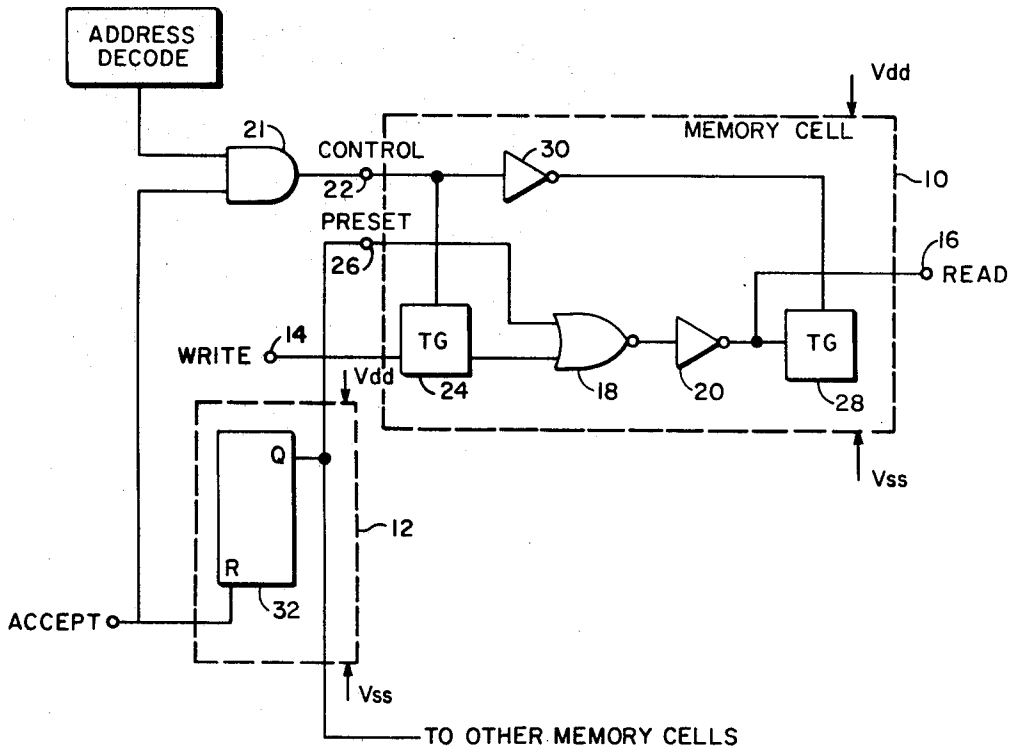 ADDRESS
DECODE
21
CONTROL
22
PRESET
26
30
MEMORY CELL
Vdd
10
16
READ
WRITE
14
TG
24
18
20
TG
28
Vdd
Vss
Q
12
R
32
ACCEPT
Vss
TO OTHER MEMORY CELLS